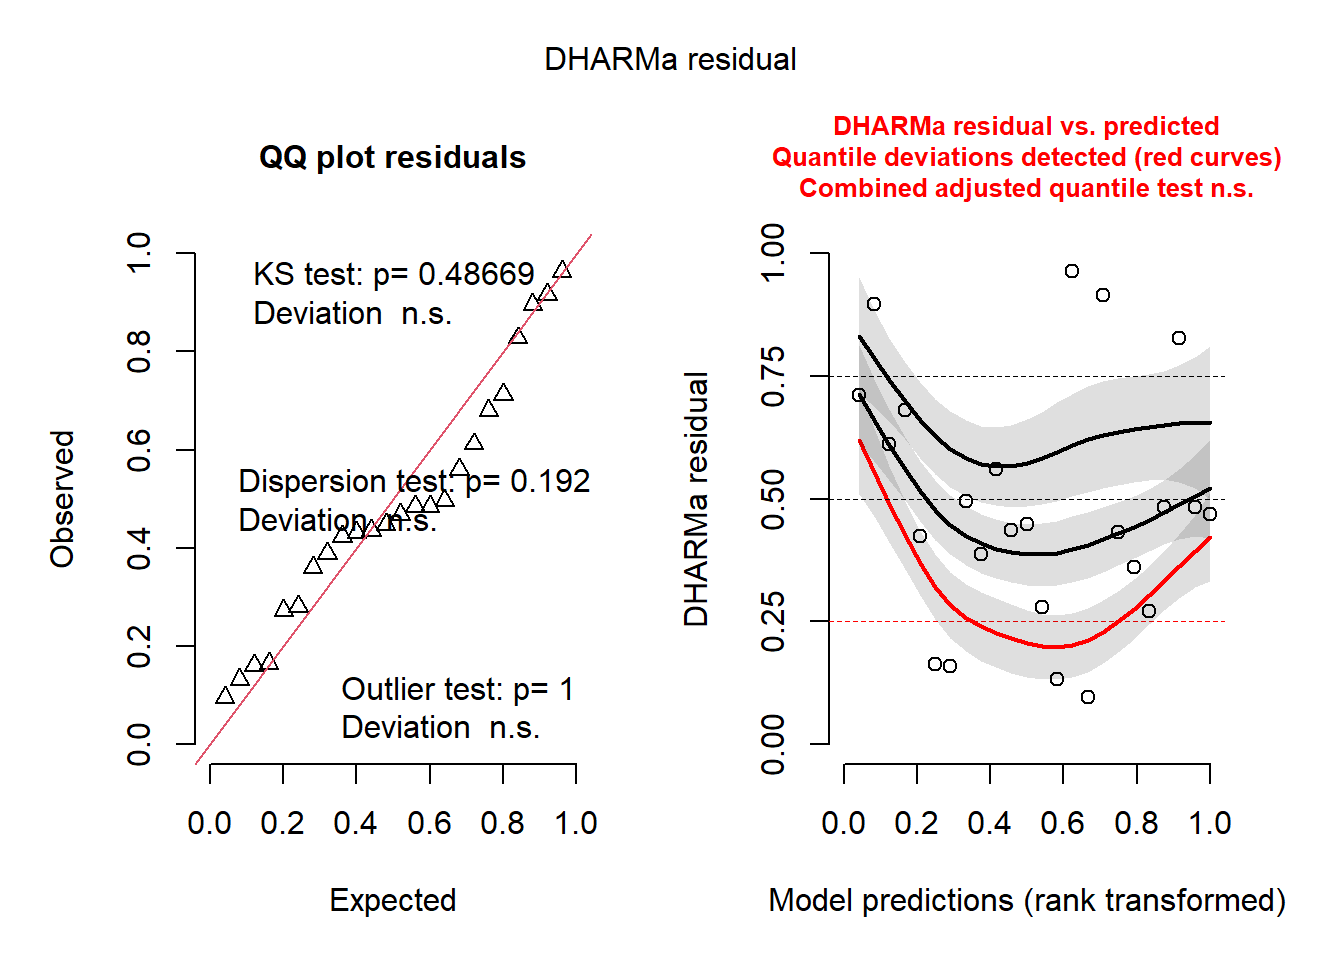 DHARMa residual
QQ plot residuals
KS test: p= 0.48669
Deviation  n.s.
Dispersion test: p= 0.192
Deviation  n.s.
Outlier test: p= 1
Deviation  n.s.
Observed
0.0 0.2 0.4 0.6 0.8 1.0
0.0 0.2 0.4 0.6 0.8 1.0
Expected
DHARMa residual vs. predicted
Quantile deviations detected (red curves)
Combined adjusted quantile test n.s.
DHARMa residual
0.00 0.25 0.50 0.75 1.00
0.0 0.2 0.4 0.6 0.8 1.0
Model predictions (rank transformed)